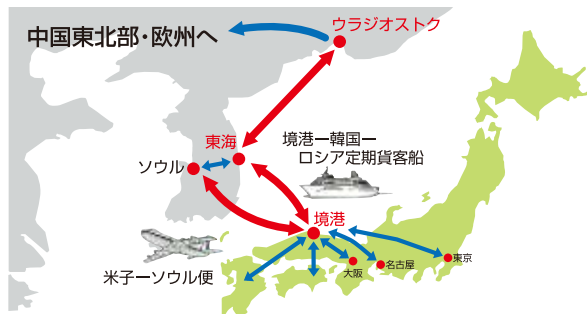 ウラジオストク
中国東北部・欧州へ
東海
境港ー韓国ー
ロシア定期貨客船
ソウル
境港
米子ーソウル便
大阪
名古屋
東京